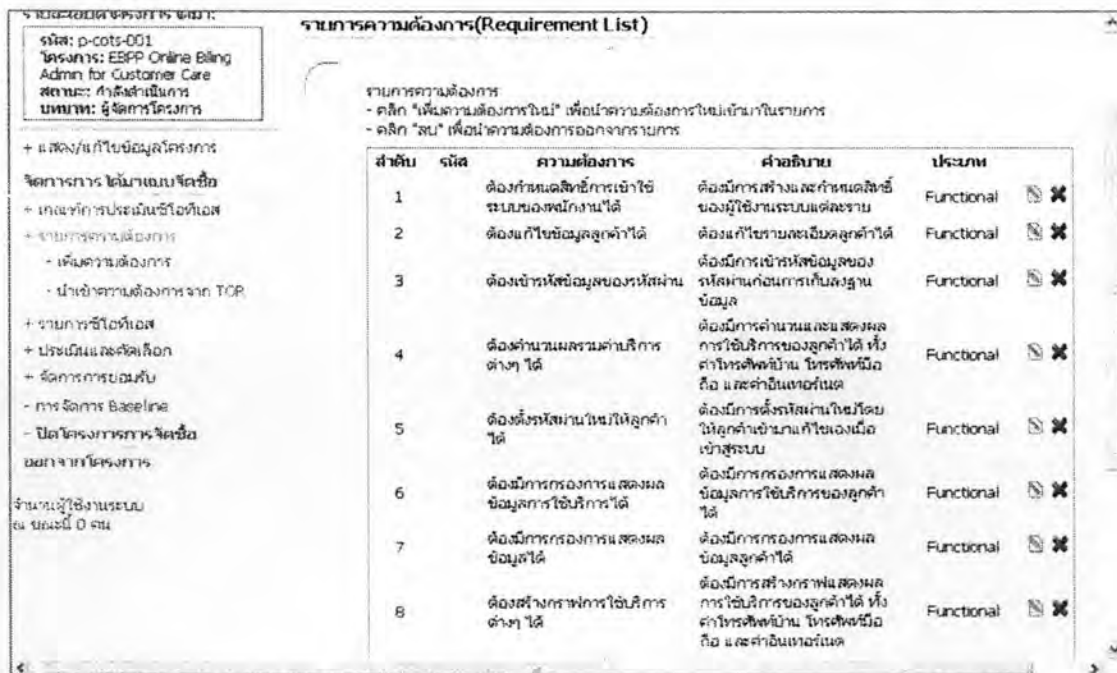 รายละเอียดโครงการได้มา:
รหัส: p-cots-001
โครงการ: EBPP Online Billing
Admin for Customer Care
สถานะ: กำลังดำเนินการ
บทบาท: ผู้จัดการโครงการ
+ แสดง/แก้ไขข้อมูลโครงการ
จัดการการได้มาแบบจัดซื้อ
+ เกณฑ์การประเมินซีโอทีเอส
+ รายการความต้องการ
- เพิ่มความต้องการ
- นำเข้าความต้องการจาก TOR
+ รายการซีโอทีเอส
+ ประเมินและคัดเลือก
+ จัดการการยอมรับ
- การจัดการ Baseline
- ปิดโครงการการจัดซื้อ
ออกจากโครงการ
จำนวนผู้ใช้งานระบบ
ณ ขณะนี้ 0 คน
รายการความต้องการ(Requirement List)
รายการความต้องการ
- คลิก "เพิ่มความต้องการใหม่" เพื่อนำความต้องการใหม่เข้ามาในรายการ
- คลิก "ลบ" เพื่อนำความต้องการออกจากรายการ
ลำดับ รหัส ความต้องการ คำอธิบาย ประเภท
1 ต้องกำหนดสิทธิ์การเข้าใช้ ต้องมีการสร้างและกำหนดสิทธิ์ Functional
ระบบของพนักงานได้ ของผู้ใช้งานระบบแต่ละราย
2 ต้องแก้ไขข้อมูลลูกค้าได้ ต้องแก้ไขรายละเอียดลูกค้าได้ Functional
3 ต้องเข้ารหัสข้อมูลของรหัสผ่าน ต้องมีการเข้ารหัสข้อมูลของ Functional
รหัสผ่านก่อนการเก็บลงฐาน
ข้อมูล
4 ต้องคำนวนผลรวมค่าบริการ ต้องมีการคำนวนและแสดงผล Functional
ต่างๆ ได้ การใช้บริการของลูกค้าได้ ทั้ง
ค่าโทรศัพท์บ้าน โทรศัพท์มือ
ถือ และค่าอินเทอร์เนต
5 ต้องตั้งรหัสผ่านใหม่ให้ลูกค้า ต้องมีการตั้งรหัสผ่านใหม่โดย Functional
ได้ ให้ลูกค้าเข้ามาแก้ไขเองเมื่อ
เข้าสู่ระบบ
6 ต้องมีการกรองการแสดงผล ต้องมีการกรองการแสดงผล Functional
ข้อมูลการใช้บริการได้ ข้อมูลการใช้บริการของลูกค้า
ได้
7 ต้องมีการกรองการแสดงผล ต้องมีการกรองการแสดงผล Functional
ข้อมูลได้ ข้อมูลลูกค้าได้
8 ต้องสร้างกราฟการใช้บริการ ต้องมีการสร้างกราฟแสดงผล Functional
ต่างๆ ได้ การใช้บริการของลูกค้าได้ ทั้ง
ค่าโทรศัพท์บ้าน โทรศัพท์มือ
ถือ และค่าอินเทอร์เนต